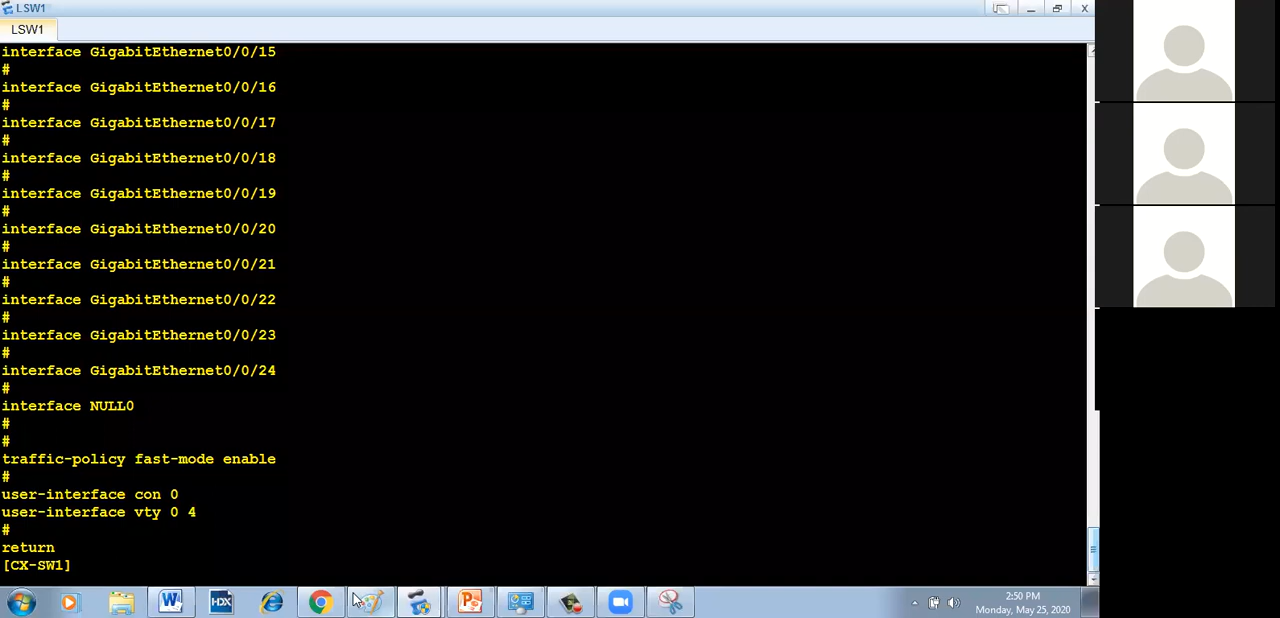 LSW1
X
LSW1
interface GigabitEthernet0/0/15
#
interface GigabitEthernet0/0/16
#
interface GigabitEthernet0/0/17
#
interface GigabitEthernet0/0/18
#
interface GigabitEthernet0/0/19
#
interface GigabitEthernet0/0/20
#
interface GigabitEthernet0/0/21
#
interface GigabitEthernet0/0/22
#
interface GigabitEthernet0/0/23
#
interface GigabitEthernet0/0/24
#
interface NULL0
#
#
traffic-policy fast-mode enable
#
user-interface con 0
user-interface vty 0 4
#
return
[CX-SW1]
W
HDX
P
2:50 PM
Monday, May 25, 2020